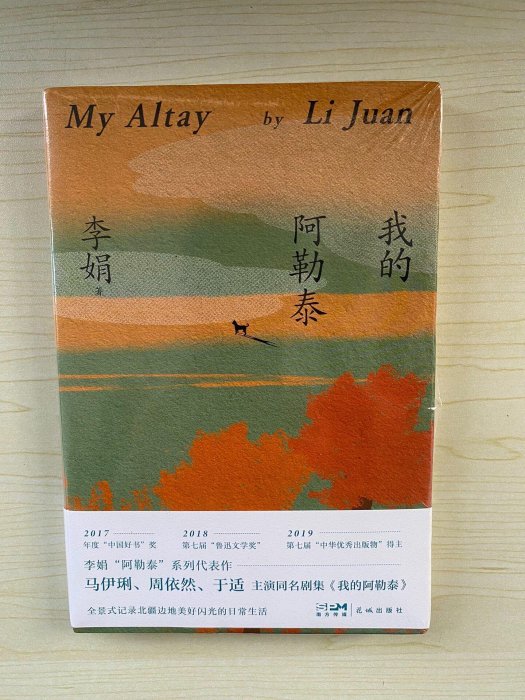 My Altay by Li Juan
我的
阿勒泰
李娟 著
2017
年度“中国好书”奖
2018
第七届“鲁迅文学奖”
2019
第七届“中华优秀出版物”得主
李娟“阿勒泰”系列代表作
马伊琍、周依然、于适 主演同名剧集《我的阿勒泰》
全景式记录北疆边地美好闪光的日常生活
SPM
南方传媒
花城出版社